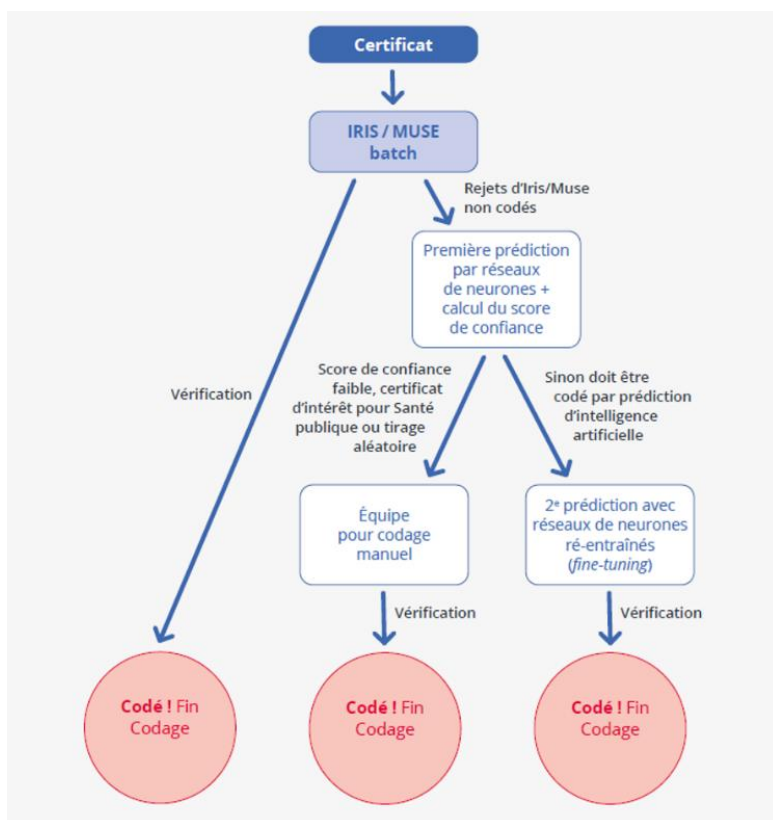 Certificat
IRIS / MUSE
batch
Rejets d'Iris/Muse
non codés
Première prédiction
par réseaux
de neurones +
calcul du score
de confiance
Vérification
Score de confiance
faible, certificat
d'intérêt pour Santé
publique ou tirage
aléatoire
Sinon doit être
codé par prédiction
d'intelligence
artificielle
Équipe
pour codage
manuel
2e prédiction avec
réseaux de neurones
ré-entraînés
(fine-tuning)
Vérification
Vérification
Codé ! Fin
Codage
Codé ! Fin
Codage
Codé ! Fin
Codage